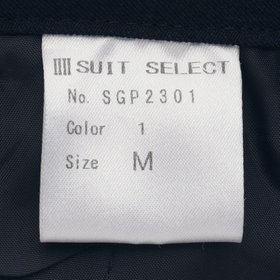 SUIT SELECT
No. SGP2301
Color 1
Size M